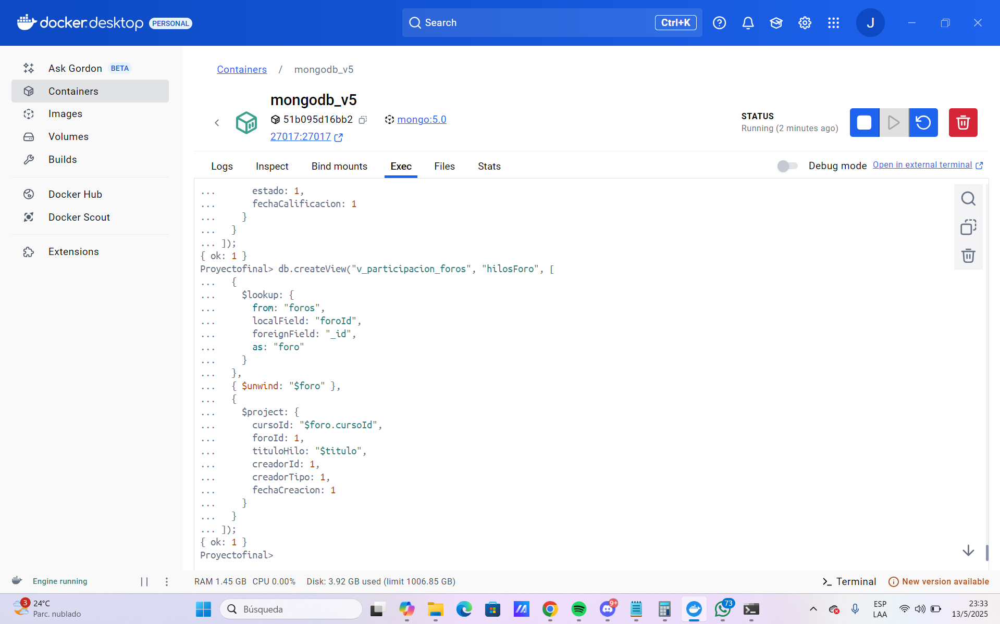 docker.desktop PERSONAL
Search
Ctrl+K
J
Ask Gordon BETA
Containers
Images
Volumes
Builds
Docker Hub
Docker Scout
Extensions
Containers / mongodb_v5
mongodb_v5
51b095d16bb2
mongo:5.0
27017:27017
STATUS
Running (2 minutes ago)
Logs
Inspect
Bind mounts
Exec
Files
Stats
Debug mode
Open in external terminal
...       estado: 1,
...       fechaCalificacion: 1
...     }
...   }
... ]);
{ ok: 1 }
Proyectofinal> db.createView("v_participacion_foros", "hilosForo", [
...   {
...     $lookup: {
...       from: "foros",
...       localField: "foroId",
...       foreignField: "_id",
...       as: "foro"
...     }
...   },
...   { $unwind: "$foro" },
...   {
...     $project: {
...       cursoId: "$foro.cursoId",
...       foroId: 1,
...       tituloHilo: "$titulo",
...       creadorId: 1,
...       creadorTipo: 1,
...       fechaCreacion: 1
...     }
...   }
... ]);
{ ok: 1 }
Proyectofinal>
Engine running
RAM 1.45 GB CPU 0.00% Disk: 3.92 GB used (limit 1006.85 GB)
Terminal
New version available
3
24°C
Parc. nublado
Búsqueda
9+
73
ESP
LAA
23:33
13/5/2025